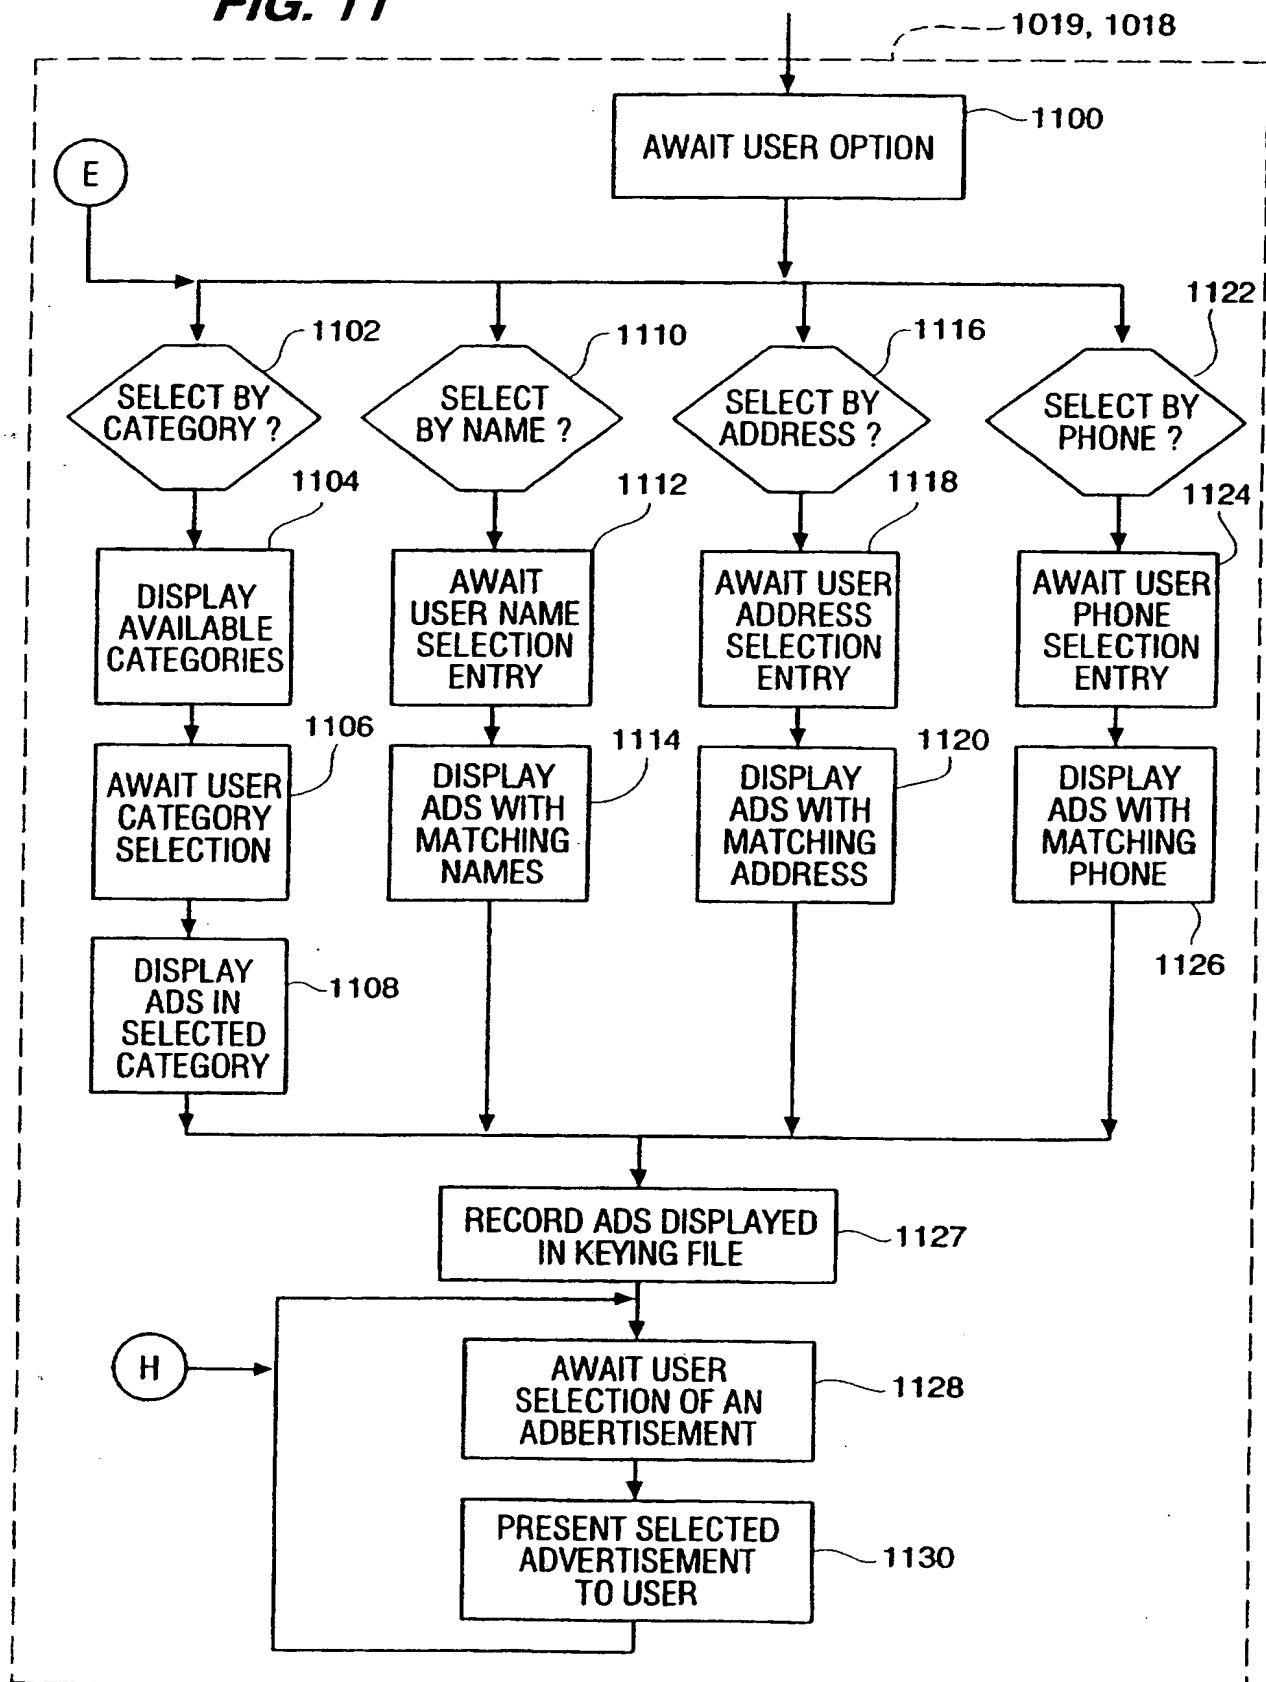 FIG. 11
1019, 1018
1100
AWAIT USER OPTION
E
1102
SELECT BY
CATEGORY ?
1110
SELECT
BY NAME ?
1116
SELECT BY
ADDRESS ?
1122
SELECT BY
PHONE ?
1104
DISPLAY
AVAILABLE
CATEGORIES
1112
AWAIT
USER NAME
SELECTION
ENTRY
1118
AWAIT USER
ADDRESS
SELECTION
ENTRY
1124
AWAIT USER
PHONE
SELECTION
ENTRY
1106
AWAIT USER
CATEGORY
SELECTION
1114
DISPLAY
ADS WITH
MATCHING
NAMES
1120
DISPLAY
ADS WITH
MATCHING
ADDRESS
DISPLAY
ADS WITH
MATCHING
PHONE
1126
DISPLAY
ADS IN
SELECTED
CATEGORY
1108
RECORD ADS DISPLAYED
IN KEYING FILE
1127
H
AWAIT USER
SELECTION OF AN
ADBERTISEMENT
1128
PRESENT SELECTED
ADVERTISEMENT
TO USER
1130